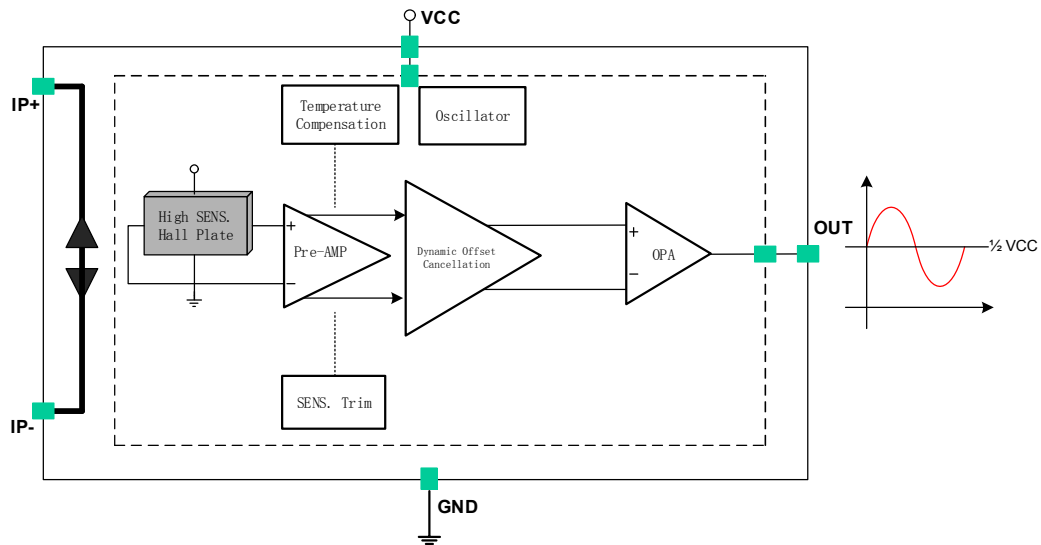 VCC
IP+
Temperature
Compensation
Oscillator
High SENS.
Hall Plate
+
Pre-AMP
−
Dynamic Offset
Cancellation
+
OPA
−
OUT
½ VCC
SENS. Trim
IP-
GND